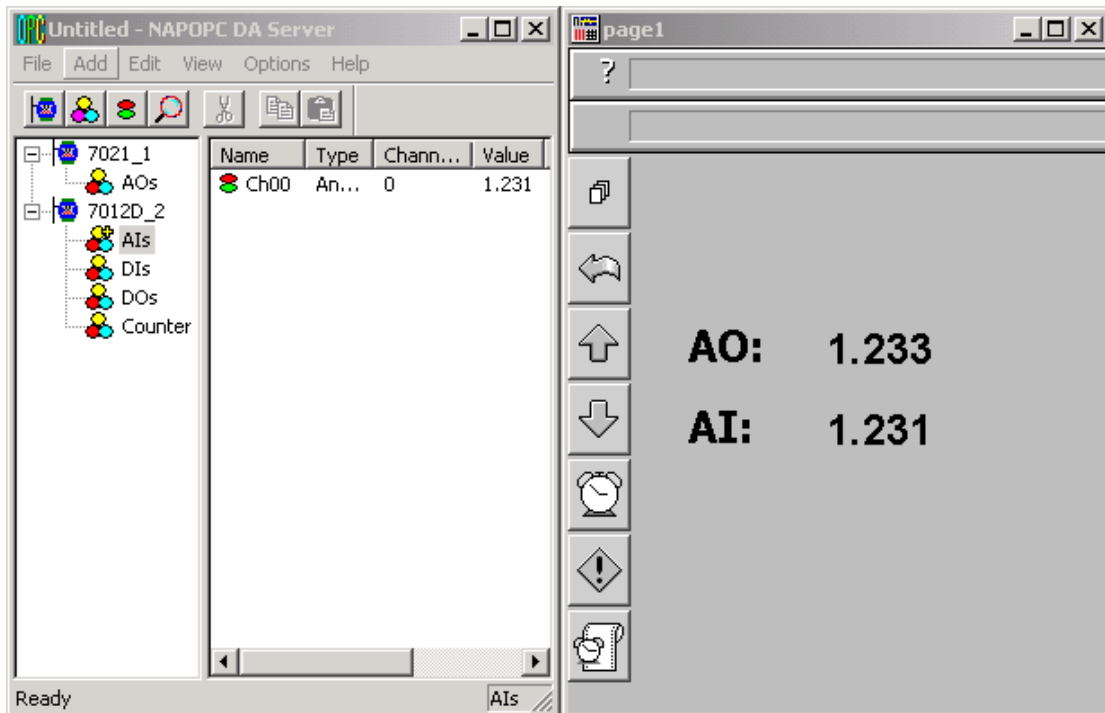 Untitled - NAPOPC DA Server
File Add Edit View Options Help
7021_1
AOs
7012D_2
AIs
DIs
DOs
Counter
Name Type Chann... Value
Ch00 An... 0 1.231
Ready AIs
page1
?
AO: 1.233
AI: 1.231